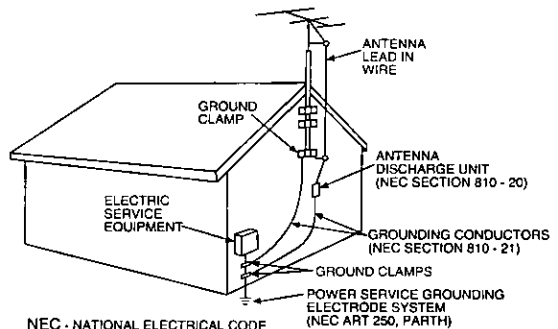 ANTENNA
LEAD IN
WIRE
GROUND
CLAMP
ANTENNA
DISCHARGE UNIT
(NEC SECTION 810 - 20)
ELECTRIC
SERVICE
EQUIPMENT
GROUNDING CONDUCTORS
(NEC SECTION 810 - 21)
GROUND CLAMPS
POWER SERVICE GROUNDING
ELECTRODE SYSTEM
(NEC ART 250, PARTH)
NEC - NATIONAL ELECTRICAL CODE